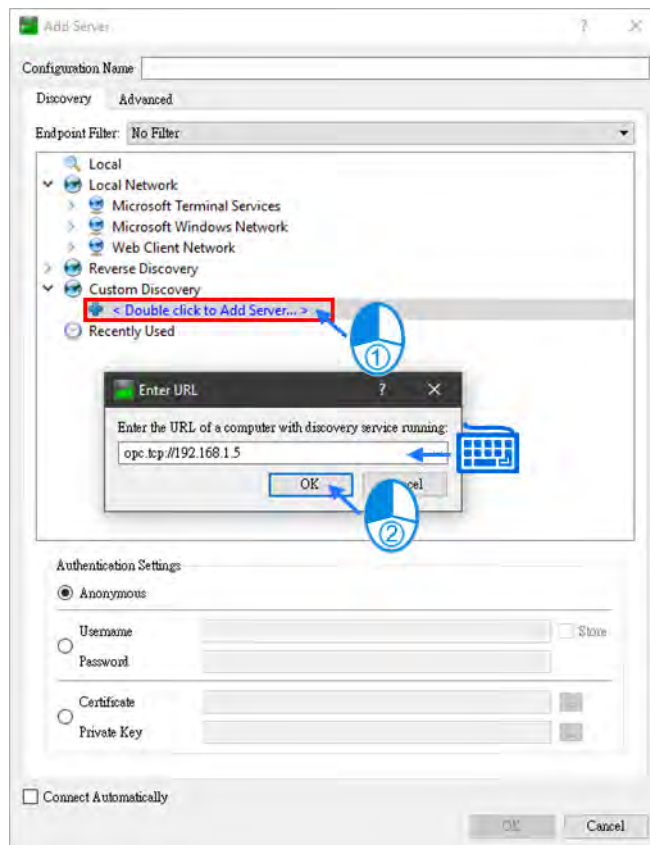 Add Server
?
Configuration Name
Discovery Advanced
Endpoint Filter: No Filter
Local
Local Network
Microsoft Terminal Services
Microsoft Windows Network
Web Client Network
Reverse Discovery
Custom Discovery
< Double click to Add Server... >
Recently Used
1
Enter URL ?
Enter the URL of a computer with discovery service running:
opc.tcp://192.168.1.5
OK
2
Authentication Settings
Anonymous
Username Store
Password
Certificate
Private Key
Connect Automatically
OK Cancel